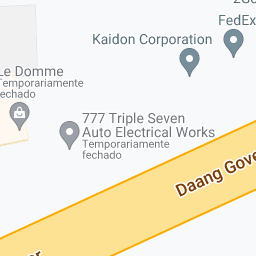 FedEx
Kaidon Corporation
Le Domme
Temporariamente
fechado
777 Triple Seven
Auto Electrical Works
Temporariamente
fechado
Daang Gove